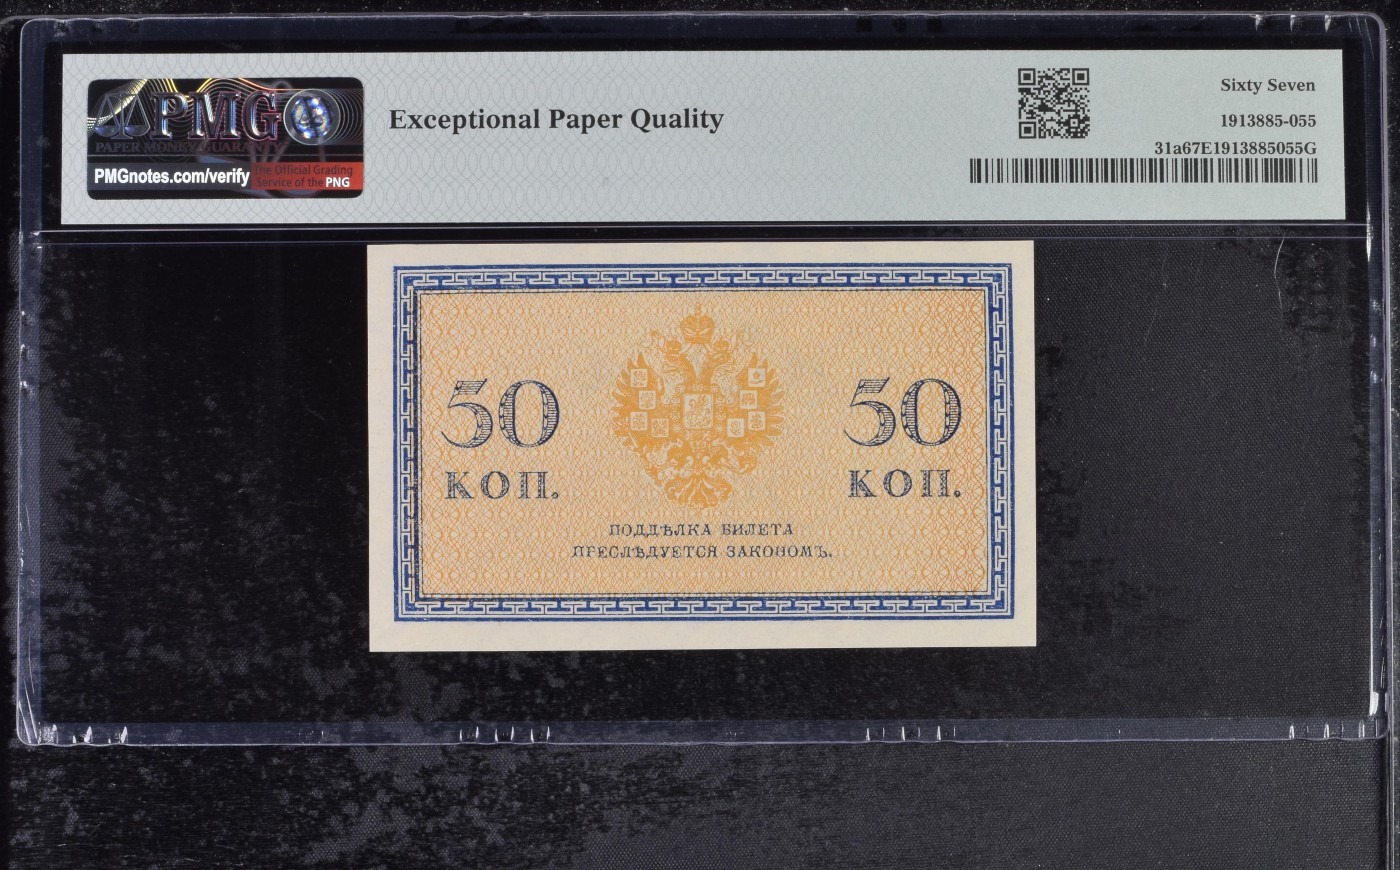 PMG
PAPER MONEY GUARANTY
PMGnotes.com/verify
The Official Grading
Service of the PNG
Exceptional Paper Quality
Sixty Seven
1913885-055
31a67E1913885055G
50 50
КОП. КОП.
ПОДДѢЛКА БИЛЕТА
ПРЕСЛѢДУЕТСЯ ЗАКОНОМЪ.